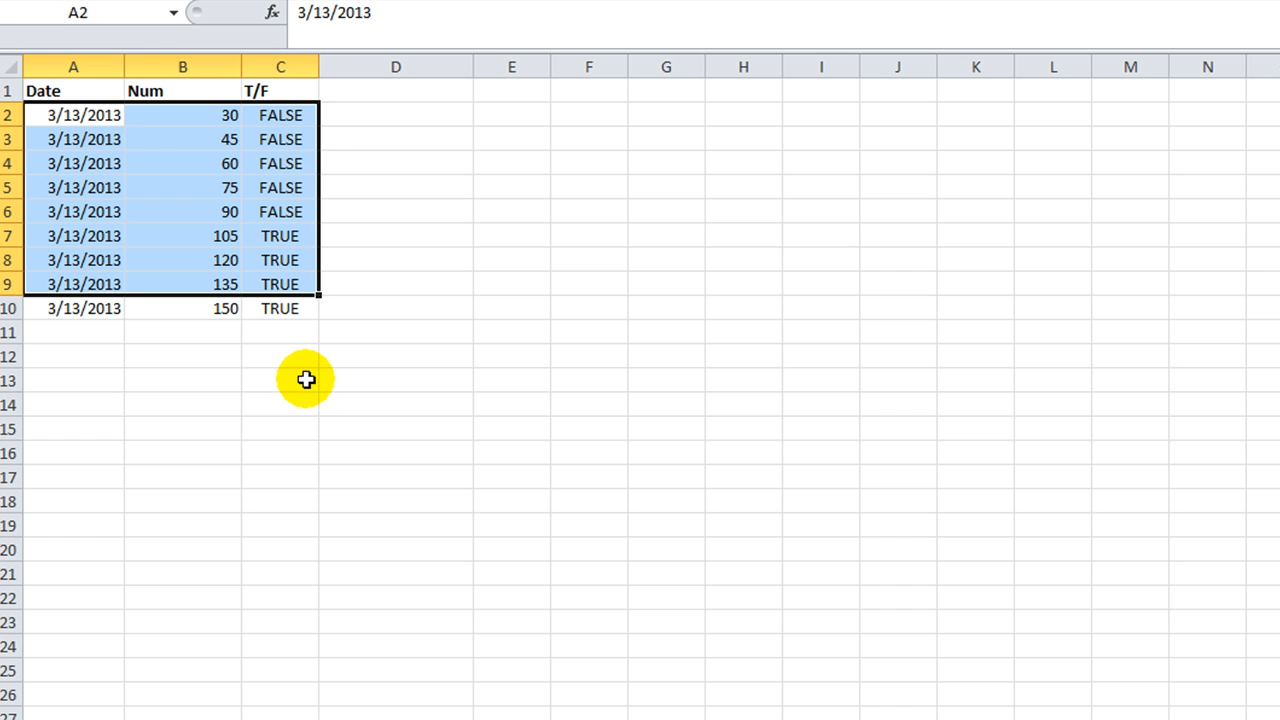 A2 fx 3/13/2013
A B C D E F G H I J K L M N
1 Date Num T/F
2 3/13/2013 30 FALSE
3 3/13/2013 45 FALSE
4 3/13/2013 60 FALSE
5 3/13/2013 75 FALSE
6 3/13/2013 90 FALSE
7 3/13/2013 105 TRUE
8 3/13/2013 120 TRUE
9 3/13/2013 135 TRUE
10 3/13/2013 150 TRUE
11
12
13
14
15
16
17
18
19
20
21
22
23
24
25
26
27